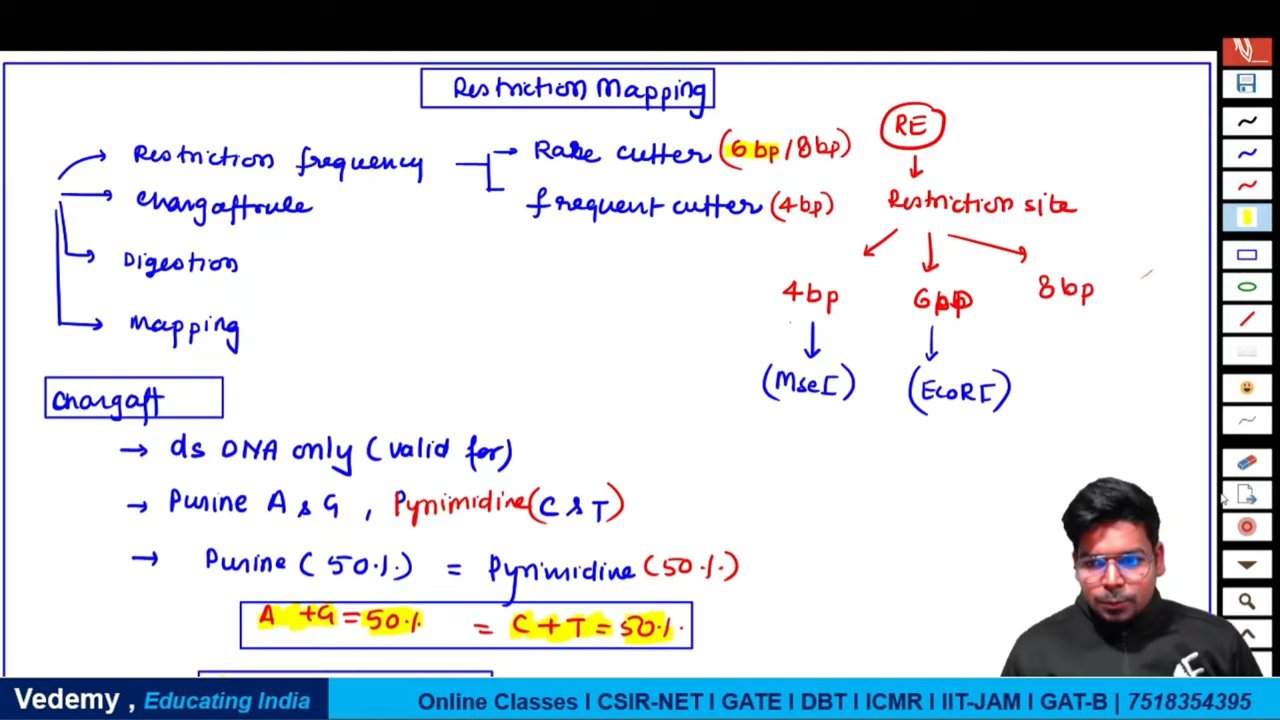 Restriction Mapping
Restriction frequency → Rare cutter (6bp/8bp)
→ Chargaff rule
frequent cutter (4bp)
→ Digestion
→ Mapping
RE
Restriction site
4bp 6bp 8bp
(MseI) (EcoRI)
Chargaff
→ ds DNA only (valid for)
→ Purine A & G , Pyrimidine (C & T)
→ Purine (50%) = Pyrimidine (50%)
A +G = 50% = C + T = 50%.
Vedemy , Educating India
Online Classes I CSIR-NET I GATE I DBT I ICMR I IIT-JAM I GAT-B I 7518354395